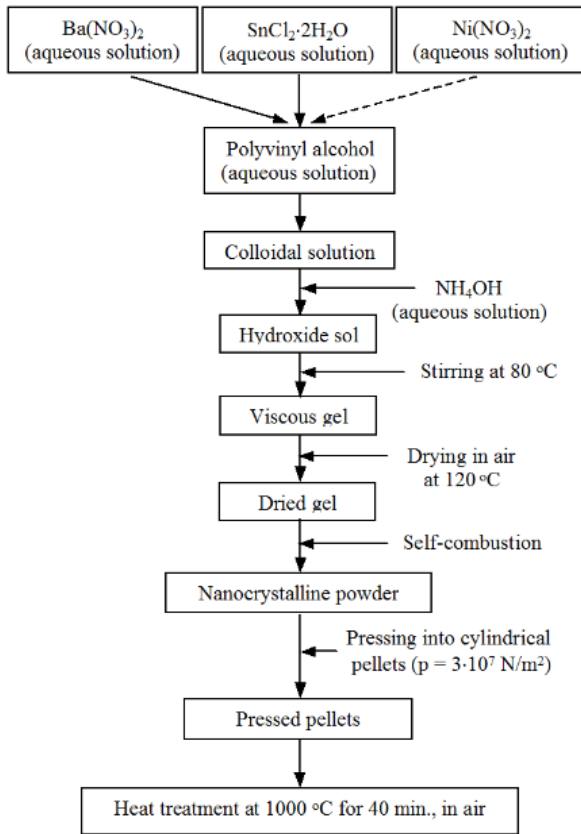 Ba(NO₃)₂
(aqueous solution)
SnCl₂·2H₂O
(aqueous solution)
Ni(NO₃)₂
(aqueous solution)
Polyvinyl alcohol
(aqueous solution)
Colloidal solution
NH₄OH
(aqueous solution)
Hydroxide sol
Stirring at 80 °C
Viscous gel
Drying in air
at 120 °C
Dried gel
Self-combustion
Nanocrystalline powder
Pressing into cylindrical
pellets (p = 3·10⁷ N/m²)
Pressed pellets
Heat treatment at 1000 °C for 40 min., in air